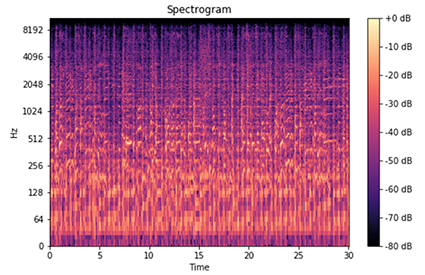 Spectrogram
Hz
8192
4096
2048
1024
512
256
128
64
0
0 5 10 15 20 25 30
Time
+0 dB
-10 dB
-20 dB
-30 dB
-40 dB
-50 dB
-60 dB
-70 dB
-80 dB